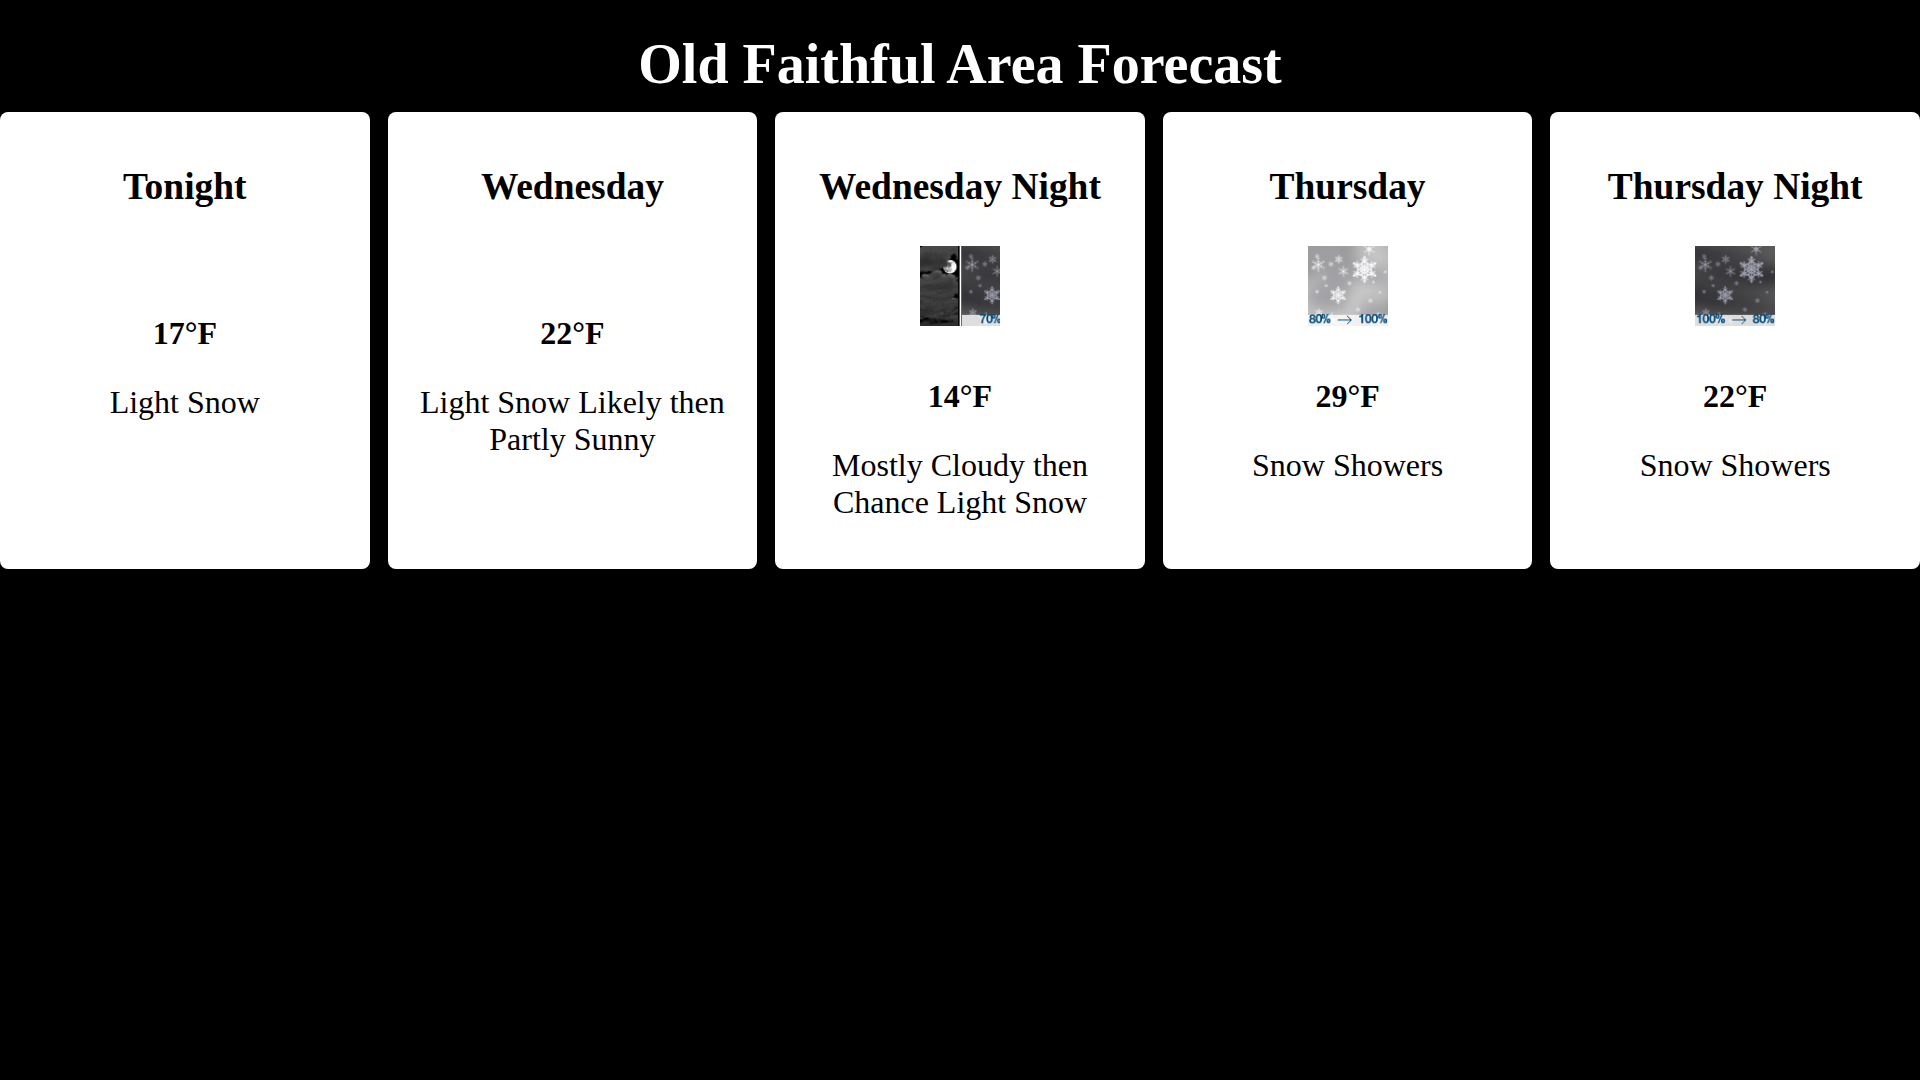 Old Faithful Area Forecast
Tonight
17°F
Light Snow
Wednesday
22°F
Light Snow Likely then
Partly Sunny
Wednesday Night
70%
14°F
Mostly Cloudy then
Chance Light Snow
Thursday
80% → 100%
29°F
Snow Showers
Thursday Night
100% → 80%
22°F
Snow Showers